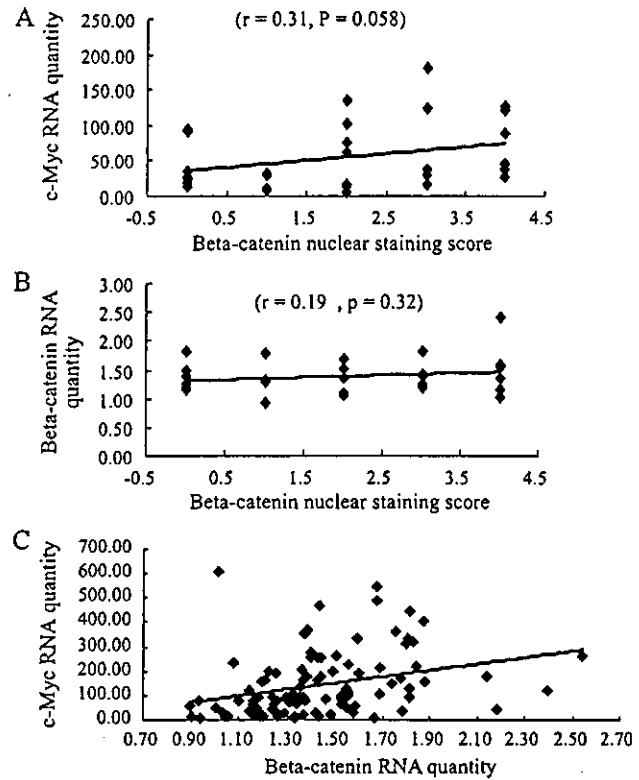 A
(r = 0.31, P = 0.058)
c-Myc RNA quantity
250.00
200.00
150.00
100.00
50.00
0.00
-0.5 0.5 1.5 2.5 3.5 4.5
Beta-catenin nuclear staining score
B
(r = 0.19 , p = 0.32)
Beta-catenin RNA
quantity
3.00
2.50
2.00
1.50
1.00
0.50
0.00
-0.5 0.5 1.5 2.5 3.5 4.5
Beta-catenin nuclear staining score
C
c-Myc RNA quantity
700.00
600.00
500.00
400.00
300.00
200.00
100.00
0.00
0.70 0.90 1.10 1.30 1.50 1.70 1.90 2.10 2.30 2.50 2.70
Beta-catenin RNA quantity